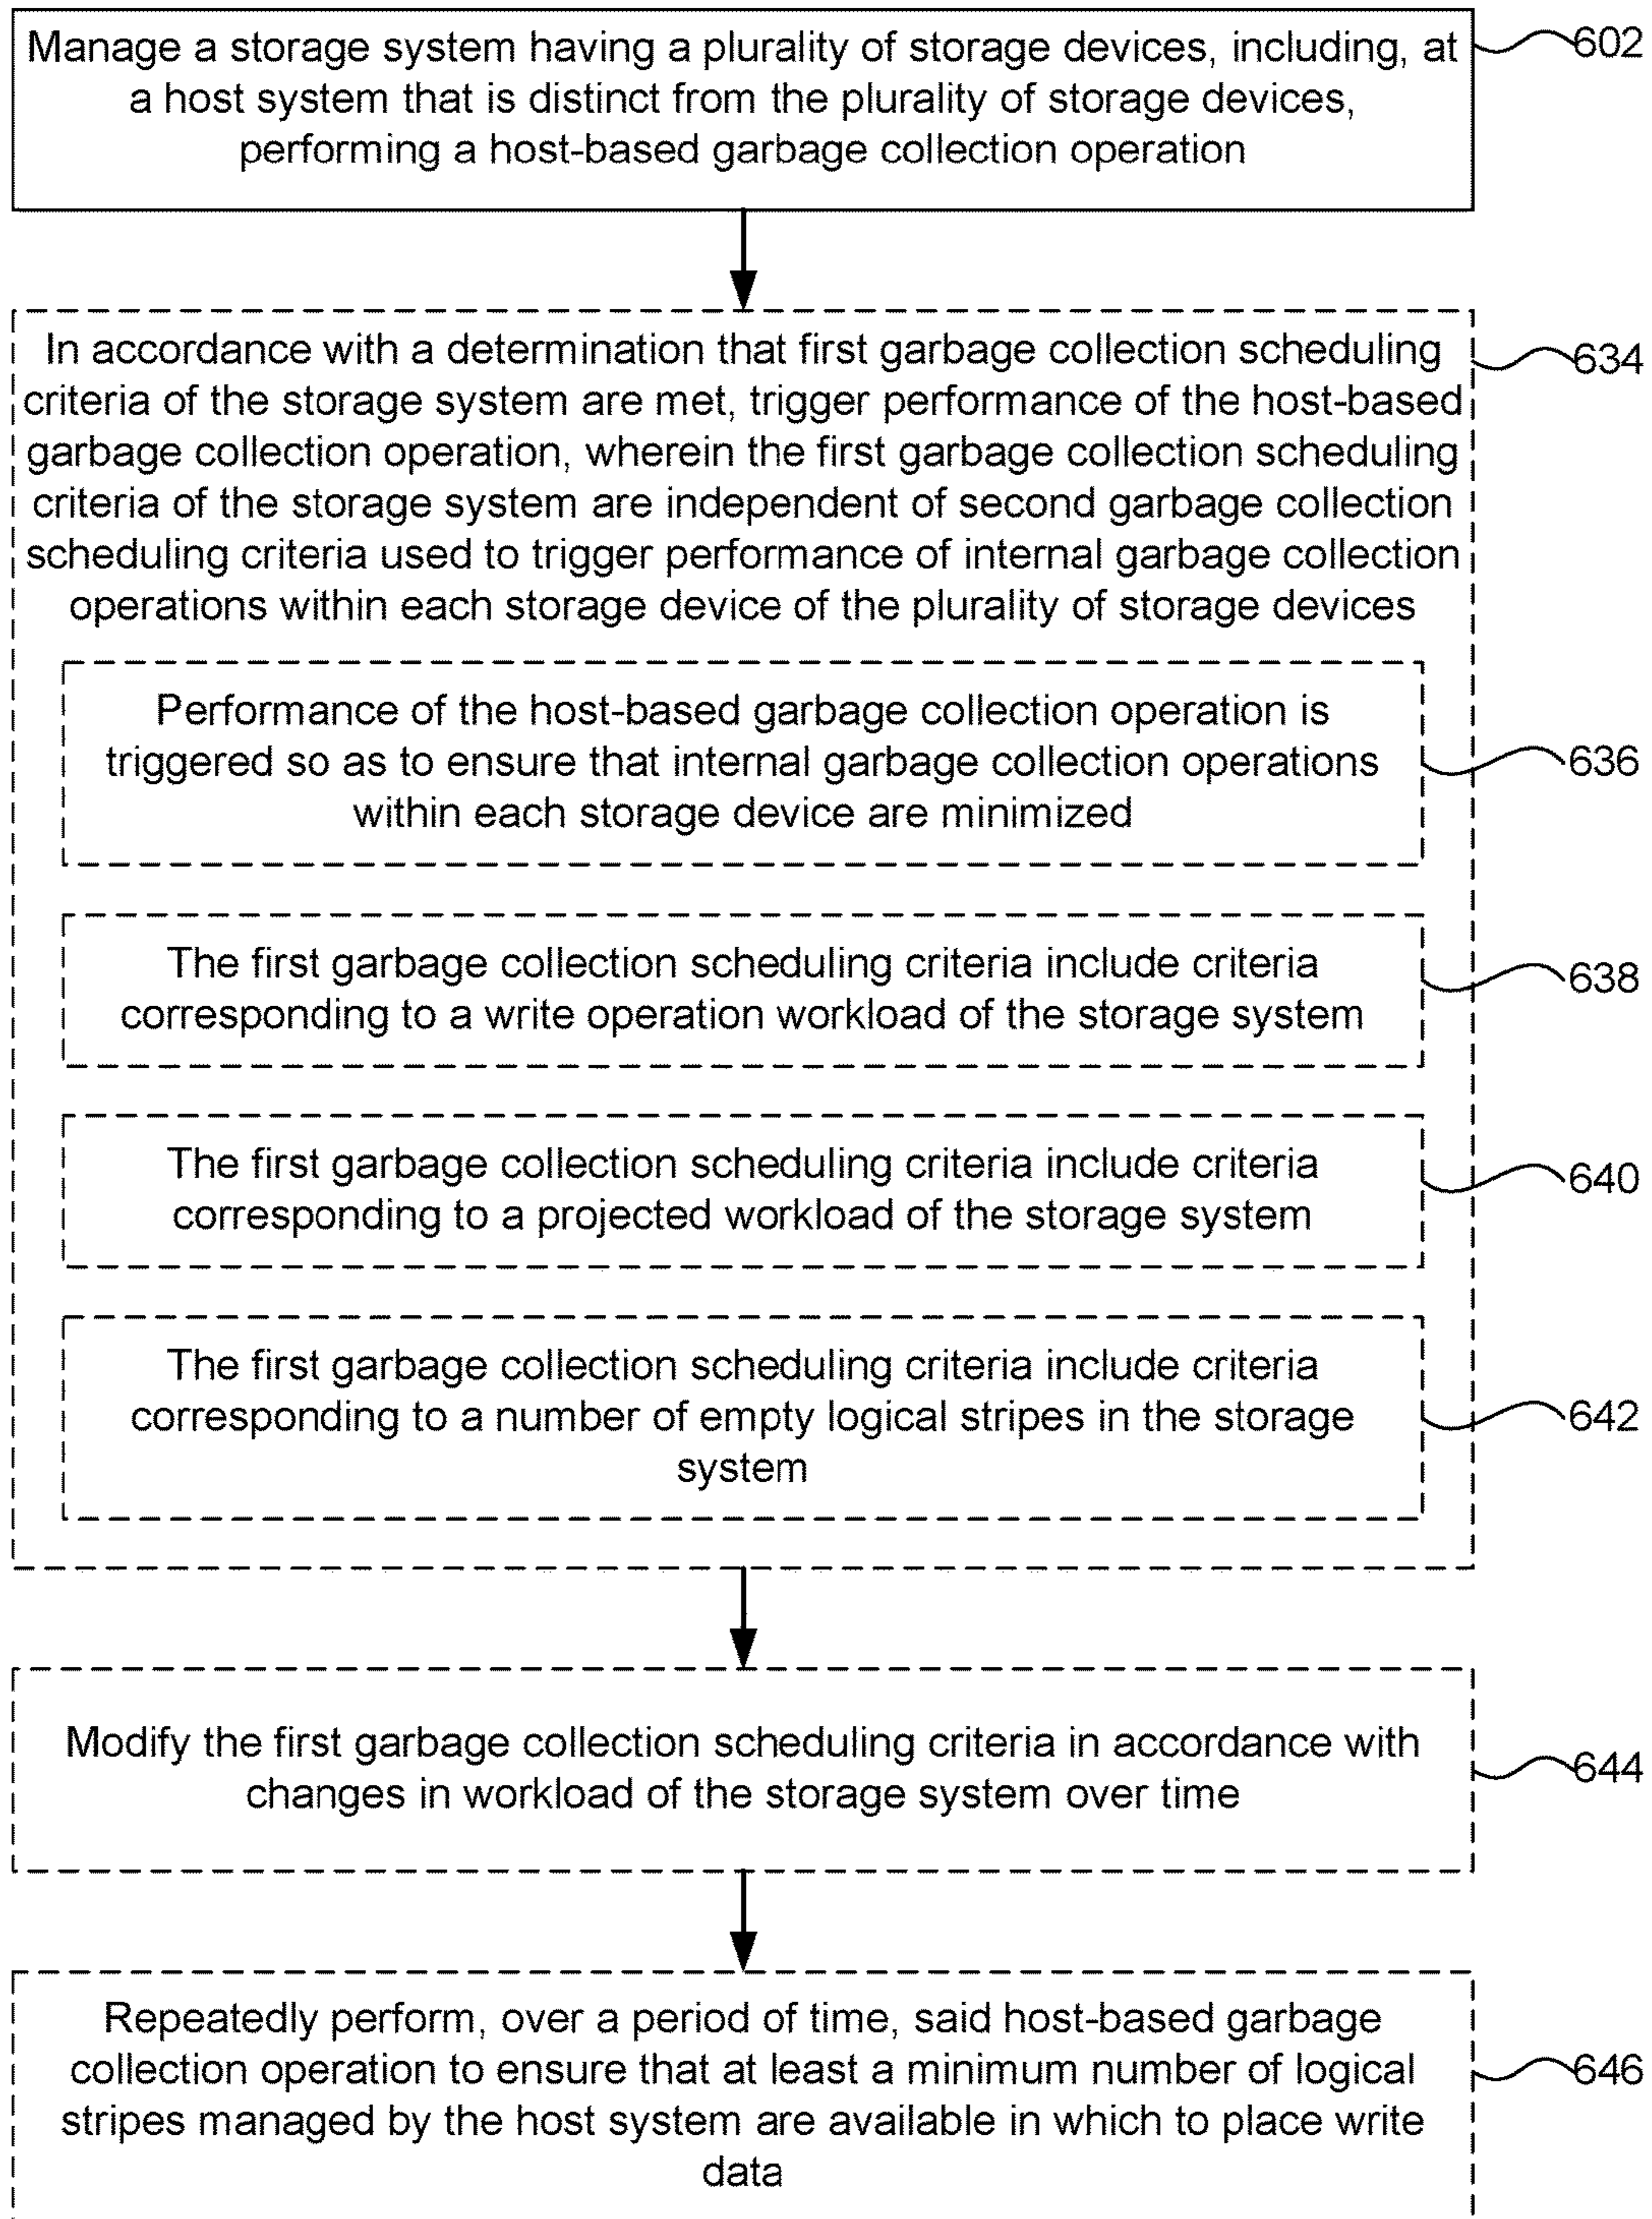 Manage a storage system having a plurality of storage devices, including, at
a host system that is distinct from the plurality of storage devices,
performing a host-based garbage collection operation
602
In accordance with a determination that first garbage collection scheduling
criteria of the storage system are met, trigger performance of the host-based
garbage collection operation, wherein the first garbage collection scheduling
criteria of the storage system are independent of second garbage collection
scheduling criteria used to trigger performance of internal garbage collection
operations within each storage device of the plurality of storage devices
634
Performance of the host-based garbage collection operation is
triggered so as to ensure that internal garbage collection operations
within each storage device are minimized
636
The first garbage collection scheduling criteria include criteria
corresponding to a write operation workload of the storage system
638
The first garbage collection scheduling criteria include criteria
corresponding to a projected workload of the storage system
640
The first garbage collection scheduling criteria include criteria
corresponding to a number of empty logical stripes in the storage
system
642
Modify the first garbage collection scheduling criteria in accordance with
changes in workload of the storage system over time
644
Repeatedly perform, over a period of time, said host-based garbage
collection operation to ensure that at least a minimum number of logical
stripes managed by the host system are available in which to place write
data
646